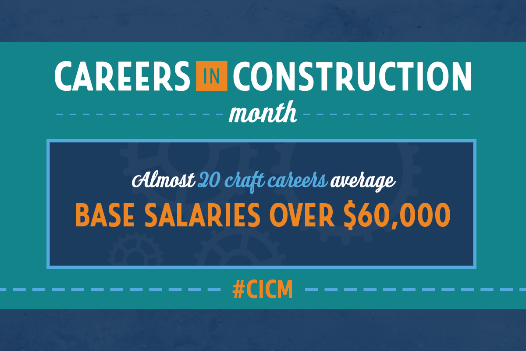 CAREERS IN CONSTRUCTION
month
Almost 20 craft careers average
BASE SALARIES OVER $60,000
#CICM